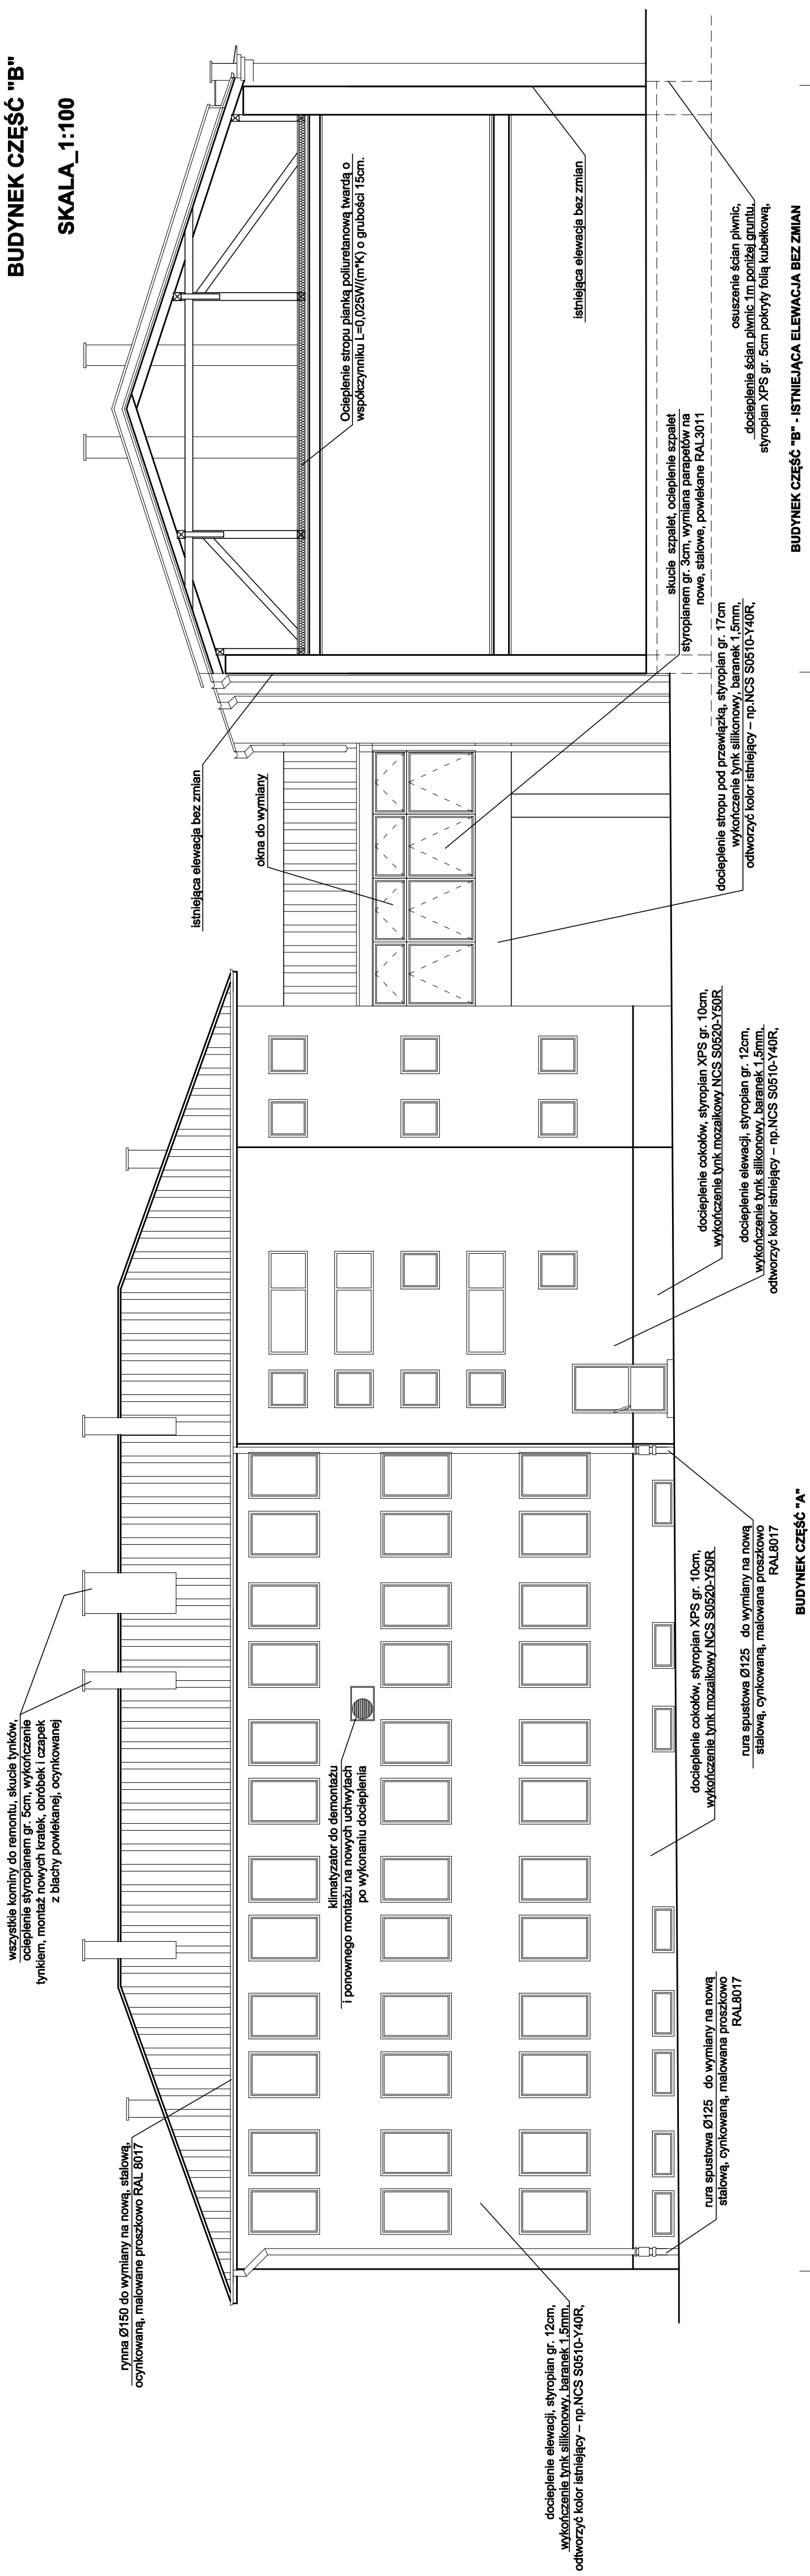 BUDYNEK CZĘŚĆ "B"
SKALA_1:100
wszystkie kominy do remontu, skucie tynków,
ocieplenie styropianem gr. 5cm, wykończenie
tynkiem, montaż nowych kratek, obróbek i czapek
z blachy powlekanej, ocynkowanej
rynna Ø150 do wymiany na nową, stalową,
ocynkowaną, malowane proszkowo RAL 8017
klimatyzator do demontażu
i ponownego montażu na nowych uchwytach
po wykonaniu docieplenia
istniejąca elewacja bez zmian
okna do wymiany
Ocieplenie stropu pianką poliuretanową twardą o
współczynniku L=0,025W/(m*K) o grubości 15cm.
istniejąca elewacja bez zmian
docieplenie elewacji, styropian gr. 12cm,
wykończenie tynk silikonowy, baranek 1,5mm,
odtworzyć kolor istniejący – np.NCS S0510-Y40R,
rura spustowa Ø125 do wymiany na nową
stalową, cynkowaną, malowana proszkowo
RAL8017
docieplenie cokołów, styropian XPS gr. 10cm,
wykończenie tynk mozaikowy NCS S0520-Y50R
rura spustowa Ø125 do wymiany na nową
stalową, cynkowaną, malowana proszkowo
RAL8017
docieplenie cokołów, styropian XPS gr. 10cm,
wykończenie tynk mozaikowy NCS S0520-Y50R
docieplenie elewacji, styropian gr. 12cm,
wykończenie tynk silikonowy, baranek 1,5mm,
odtworzyć kolor istniejący – np.NCS S0510-Y40R,
skucie szpalet, ocieplenie szpalet
styropianem gr. 3cm, wymiana parapetów na
nowe, stalowe, powlekane RAL3011
docieplenie stropu pod przewiązką, styropian gr. 17cm
wykończenie tynk silikonowy, baranek 1,5mm,
odtworzyć kolor istniejący – np.NCS S0510-Y40R,
osuszenie ścian piwnic,
docieplenie ścian piwnic 1m poniżej gruntu,
styropian XPS gr. 5cm pokryty folią kubełkową,
BUDYNEK CZĘŚĆ "A"
BUDYNEK CZĘŚĆ "B" - ISTNIEJĄCA ELEWACJA BEZ ZMIAN